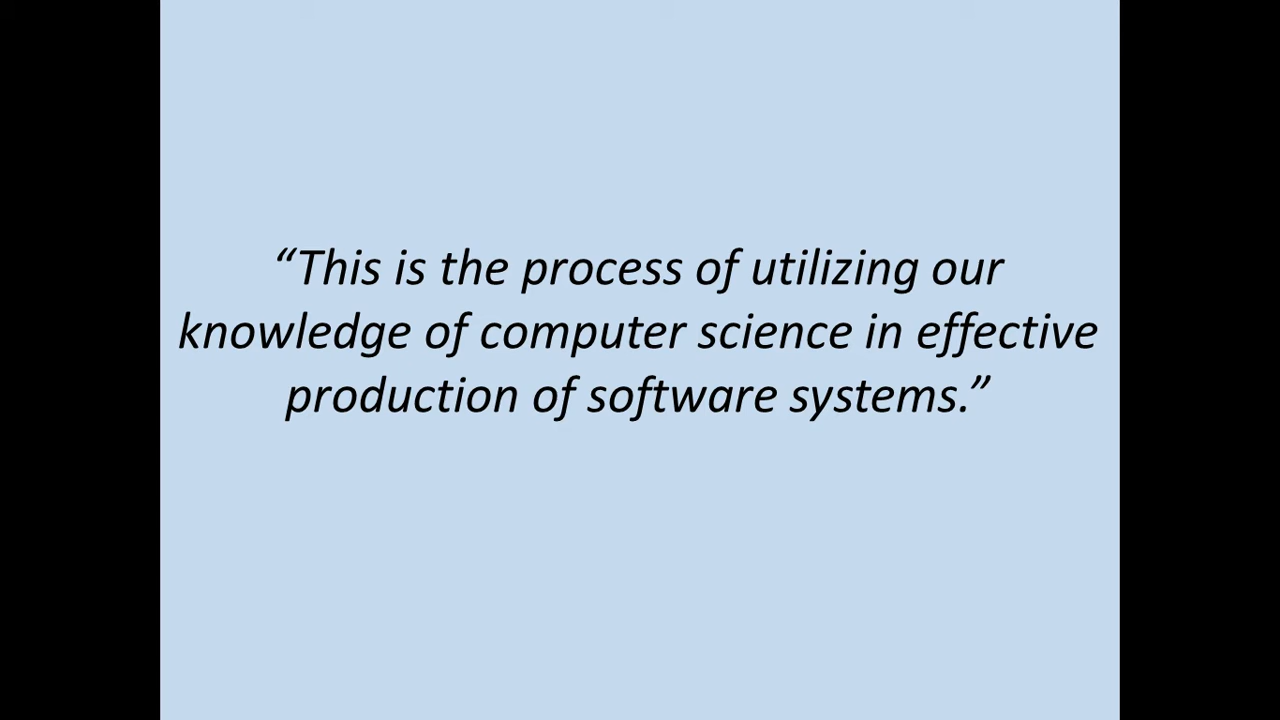 “This is the process of utilizing our
knowledge of computer science in effective
production of software systems.”